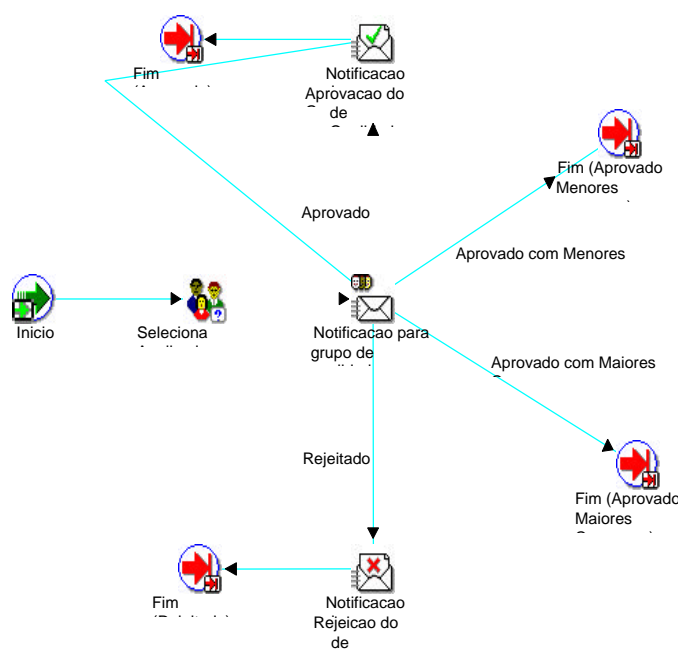 Fim
Notificacao
Aprovacao do
de
Fim (Aprovado
Menores
Aprovado
Aprovado com Menores
Inicio
Seleciona
Notificacao para
grupo de
Aprovado com Maiores
Rejeitado
Fim (Aprovado
Maiores
Fim
Notificacao
Rejeicao do
de